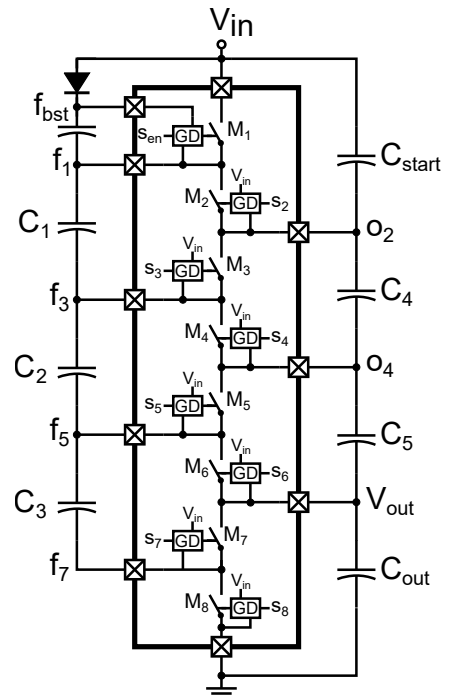 Vin
fbst
GD
sen
M1
f1
Cstart
Vin
M2
GD
s2
C1
o2
Vin
s3
GD
M3
f3
C4
Vin
M4
GD
s4
C2
o4
Vin
s5
GD
M5
f5
C5
Vin
M6
GD
s6
C3
Vout
Vin
s7
GD
M7
f7
Cout
Vin
M8
GD
s8